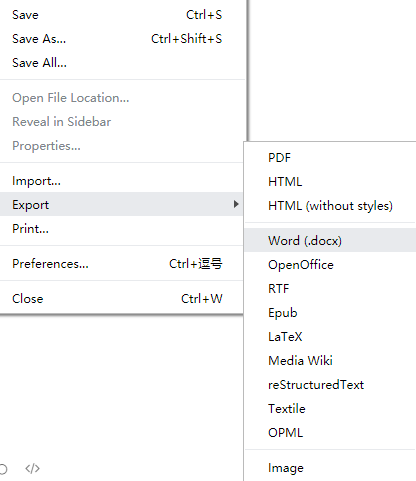 Save Ctrl+S
Save As... Ctrl+Shift+S
Save All...
Open File Location...
Reveal in Sidebar
Properties...
Import...
Export
Print...
Preferences... Ctrl+逗号
Close Ctrl+W
PDF
HTML
HTML (without styles)
Word (.docx)
OpenOffice
RTF
Epub
LaTeX
Media Wiki
reStructuredText
Textile
OPML
Image